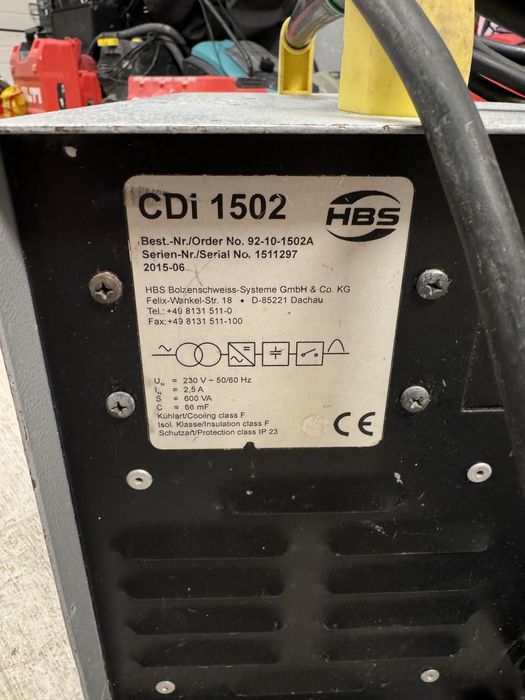 CDi 1502
HBS
Best.-Nr./Order No. 92-10-1502A
Serien-Nr./Serial No. 1511297
2015-06
HBS Bolzenschweiss-Systeme GmbH & Co. KG
Felix-Wankel-Str. 18 • D-85221 Dachau
Tel.: +49 8131 511-0
Fax: +49 8131 511-100
U_N = 230 V ~ 50/60 Hz
I_N = 2,5 A
S = 600 VA
C = 66 mF
Kühlart/Cooling class F
Isol. Klasse/Insulation class F
Schutzart/Protection class IP 23
CE